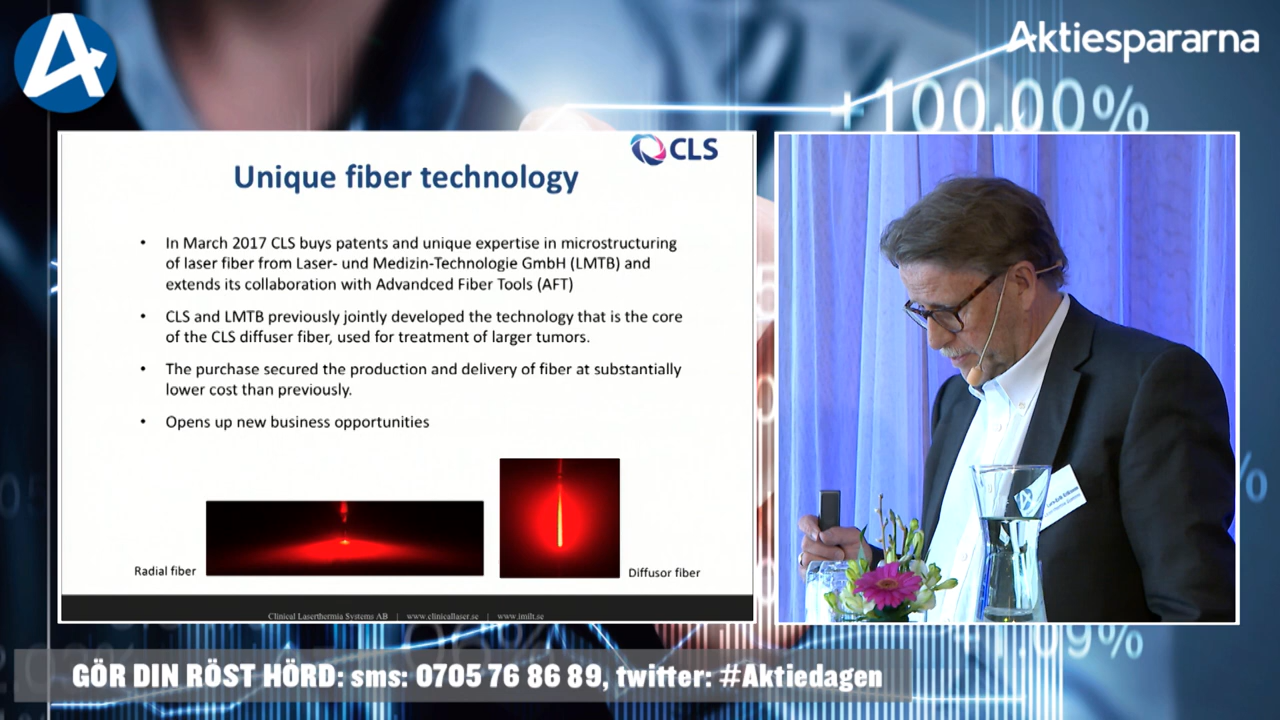 Aktiespararna
+100,00%
CLS
Unique fiber technology
• In March 2017 CLS buys patents and unique expertise in microstructuring
of laser fiber from Laser- und Medizin-Technologie GmbH (LMTB) and
extends its collaboration with Advandced Fiber Tools (AFT)
• CLS and LMTB previously jointly developed the technology that is the core
of the CLS diffuser fiber, used for treatment of larger tumors.
• The purchase secured the production and delivery of fiber at substantially
lower cost than previously.
• Opens up new business opportunities
Radial fiber
Diffusor fiber
Clinical Laserthermia Systems AB | www.clinicallaser.se | www.imilt.se
+1.09%
GÖR DIN RÖST HÖRD: sms: 0705 76 86 89, twitter: #Aktiedagen